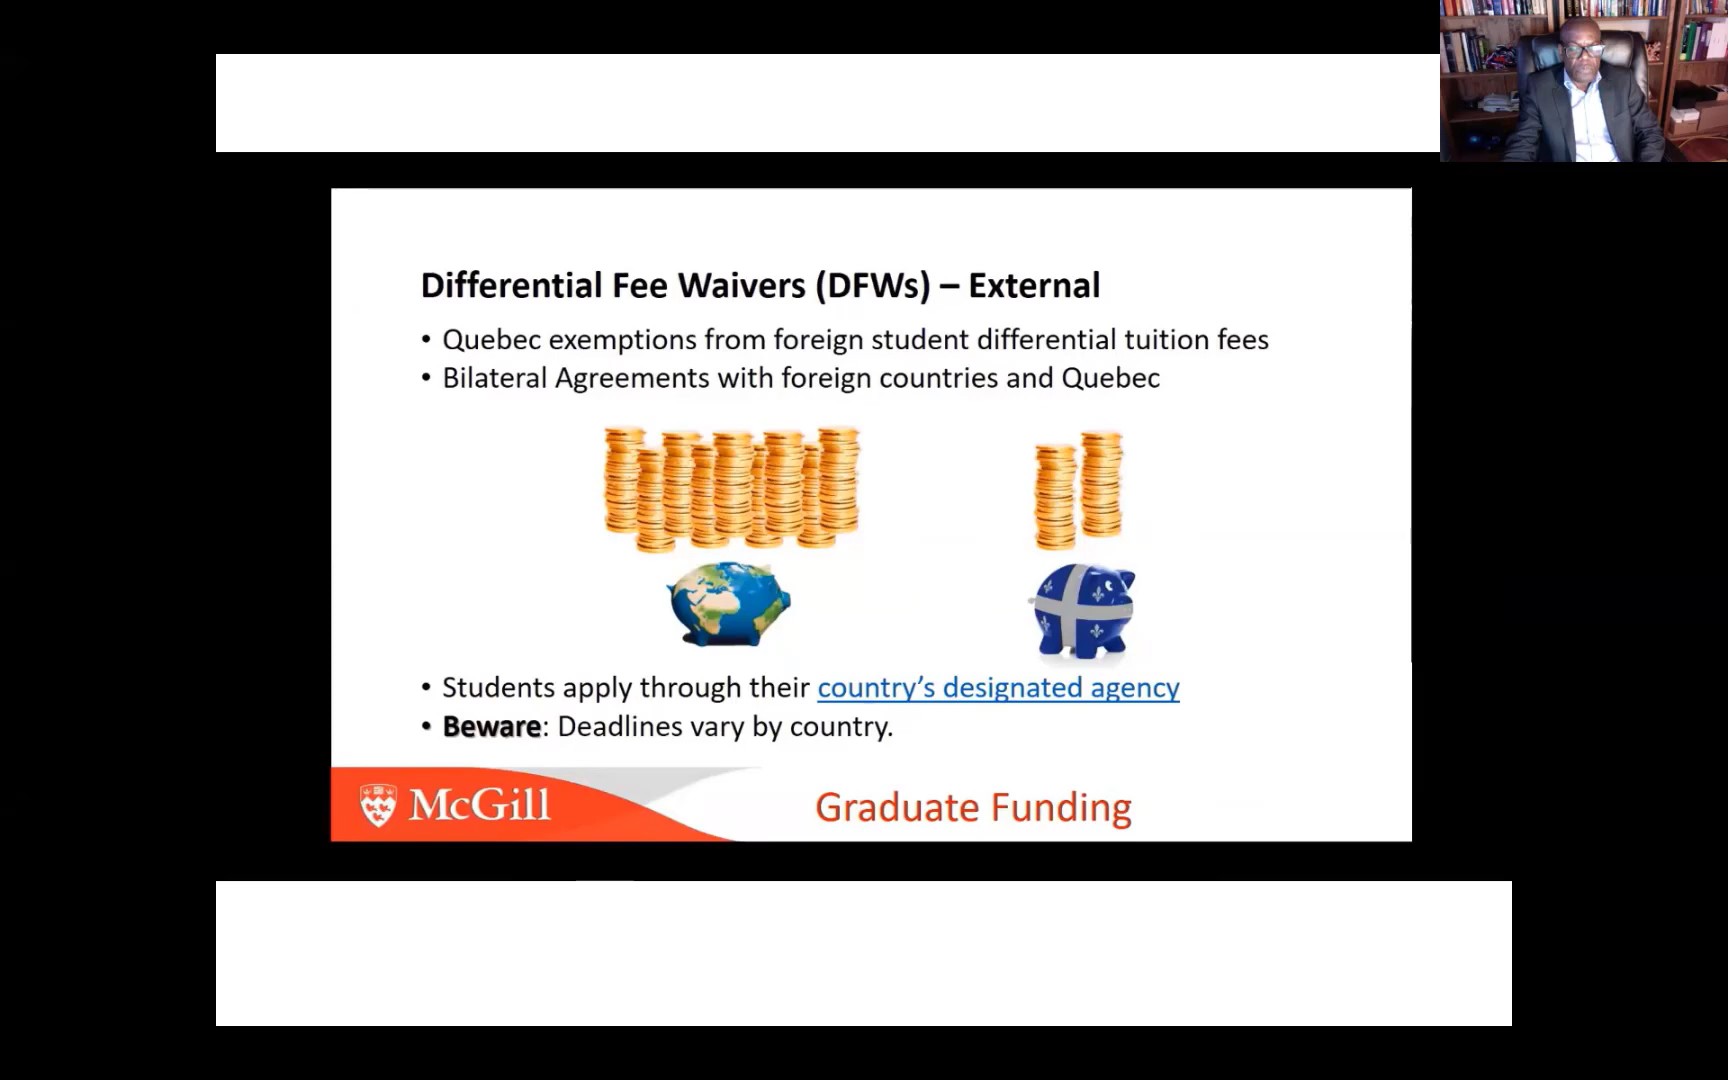 Differential Fee Waivers (DFWs) – External
• Quebec exemptions from foreign student differential tuition fees
• Bilateral Agreements with foreign countries and Quebec
• Students apply through their country’s designated agency
• Beware: Deadlines vary by country.
McGill
Graduate Funding